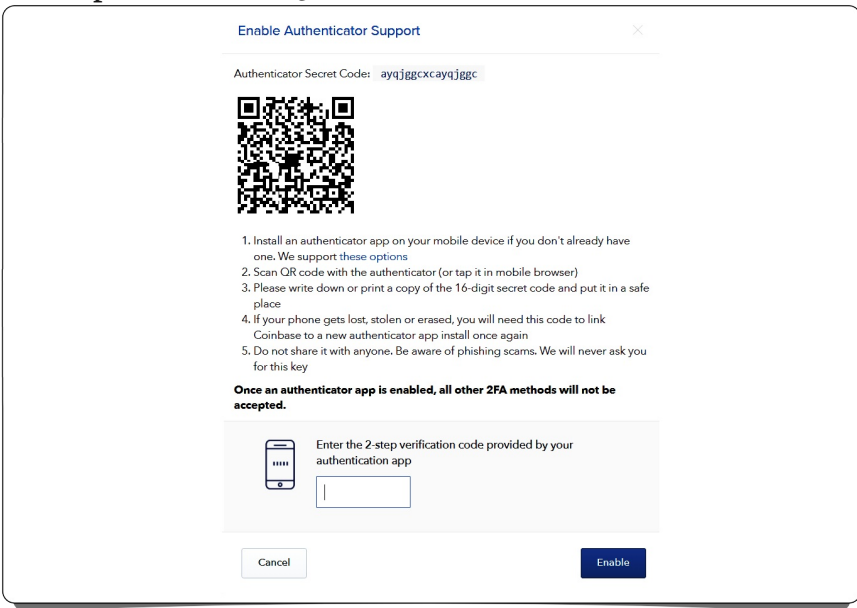 Enable Authenticator Support
Authenticator Secret Code: ayqjggcxcayqjggc
1. Install an authenticator app on your mobile device if you don't already have
one. We support these options
2. Scan QR code with the authenticator (or tap it in mobile browser)
3. Please write down or print a copy of the 16-digit secret code and put it in a safe
place
4. If your phone gets lost, stolen or erased, you will need this code to link
Coinbase to a new authenticator app install once again
5. Do not share it with anyone. Be aware of phishing scams. We will never ask you
for this key
Once an authenticator app is enabled, all other 2FA methods will not be
accepted.
Enter the 2-step verification code provided by your
authentication app
Cancel
Enable